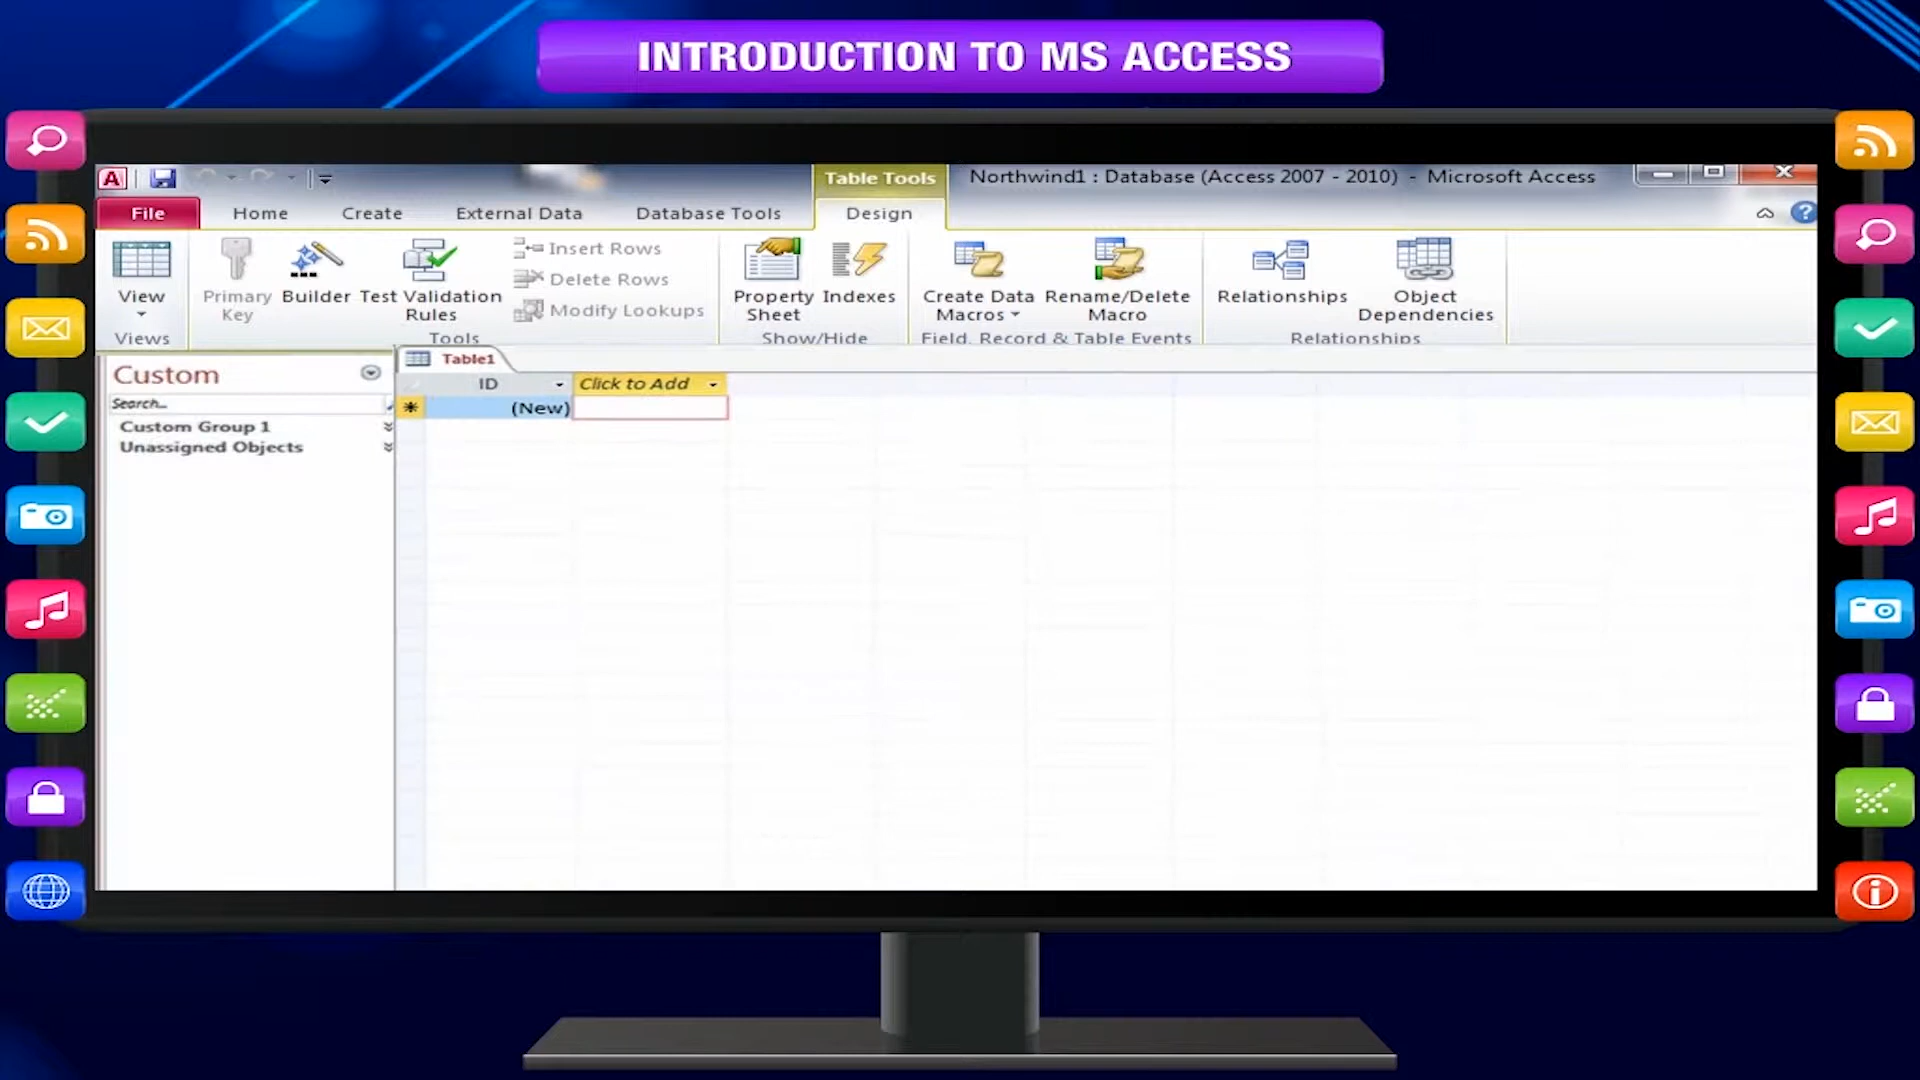 INTRODUCTION TO MS ACCESS
Table Tools
Northwind1 : Database (Access 2007 - 2010) - Microsoft Access
File Home Create External Data Database Tools Design
View
Primary Key
Builder
Test Validation Rules
Insert Rows
Delete Rows
Modify Lookups
Property Sheet
Indexes
Create Data Macros
Rename/Delete Macro
Relationships
Object Dependencies
Views
Tools
Show/Hide
Field, Record & Table Events
Relationships
Custom
Search...
Custom Group 1
Unassigned Objects
Table1
ID Click to Add
(New)